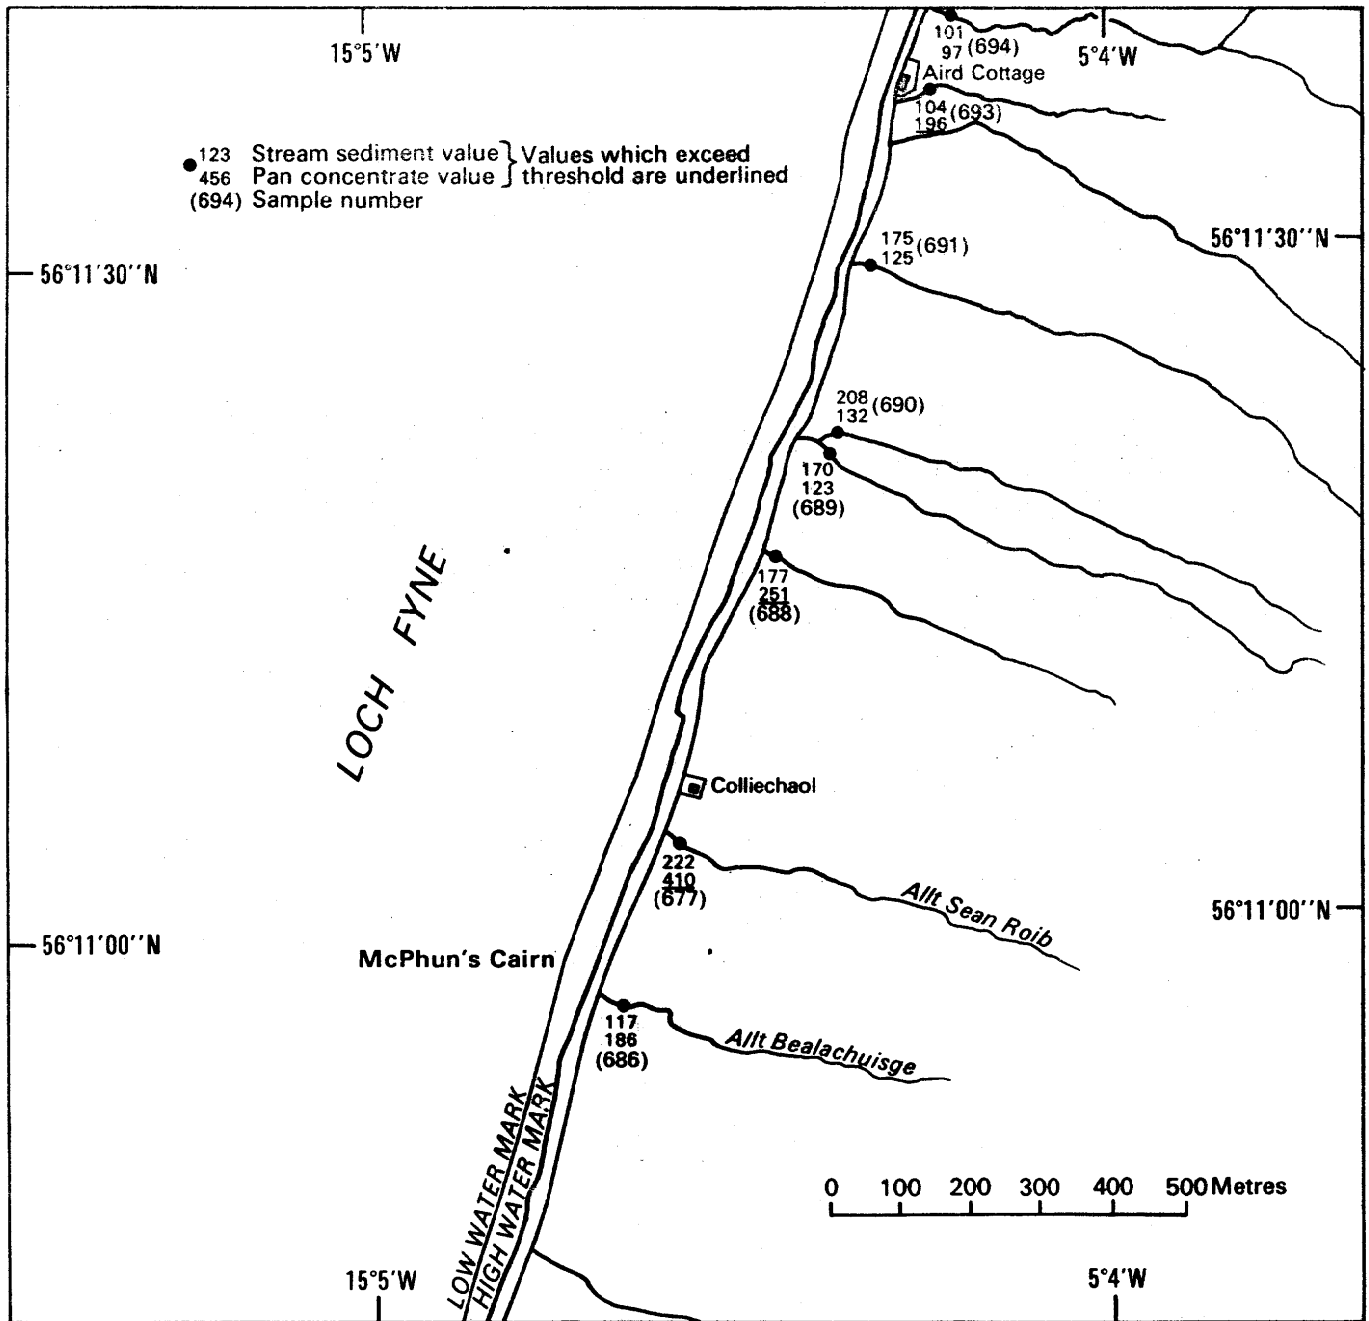 15°5'W
101
97 (694)
5°4'W
Aird Cottage
104
196 (693)
123 Stream sediment value } Values which exceed
456 Pan concentrate value } threshold are underlined
(694) Sample number
56°11'30''N
175
125 (691)
56°11'30''N
208
132 (690)
170
123
(689)
177
251
(688)
LOCH FYNE
Colliechaol
222
410
(677)
Allt Sean Roib
56°11'00''N
56°11'00''N
McPhun's Cairn
117
186
(686)
Allt Bealachuisge
LOW WATER MARK
HIGH WATER MARK
0 100 200 300 400 500 Metres
15°5'W
5°4'W